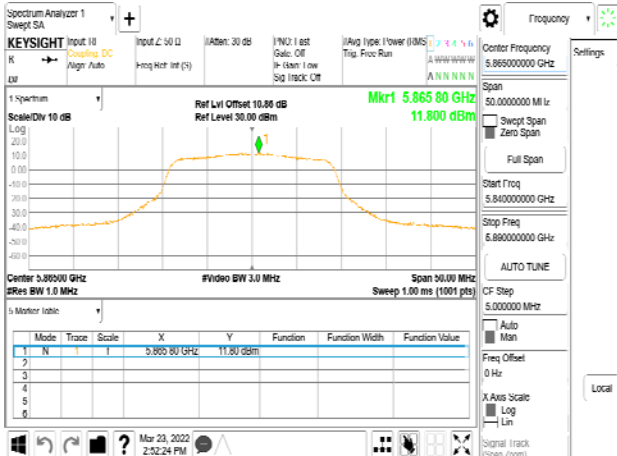 Spectrum Analyzer 1
Swept SA
Frequency
KEYSIGHT
Input: RF
Coupling: DC
Align: Auto
Input Z: 50 Ω
Freq Ref: Int (S)
#Atten: 30 dB
PNO: Fast
Gate: Off
IF Gain: Low
Sig Track: Off
#Avg Type: Power (RMS
Trig: Free Run
1 2 3 4 5 6
A WW WW W
A N N N N N
Center Frequency
5.865000000 GHz
Settings
Span
50.0000000 MHz
Swept Span
Zero Span
Full Span
Start Freq
5.840000000 GHz
Stop Freq
5.890000000 GHz
AUTO TUNE
CF Step
5.000000 MHz
Auto
Man
Freq Offset
0 Hz
X Axis Scale
Log
Lin
Signal Track
(Span Zoom)
Local
1 Spectrum
Scale/Div 10 dB
Ref Lvl Offset 10.86 dB
Ref Level 30.00 dBm
Mkr1 5.865 80 GHz
11.800 dBm
Log
20.0
10.0
0.00
-10.0
-20.0
-30.0
-40.0
-50.0
-60.0
1
Center 5.86500 GHz
#Res BW 1.0 MHz
#Video BW 3.0 MHz
Span 50.00 MHz
Sweep 1.00 ms (1001 pts)
5 Marker Table
Mode Trace Scale X Y Function Function Width Function Value
1 N 1 f 5.865 80 GHz 11.80 dBm
2
3
4
5
6
?
Mar 23, 2022
2:52:24 PM